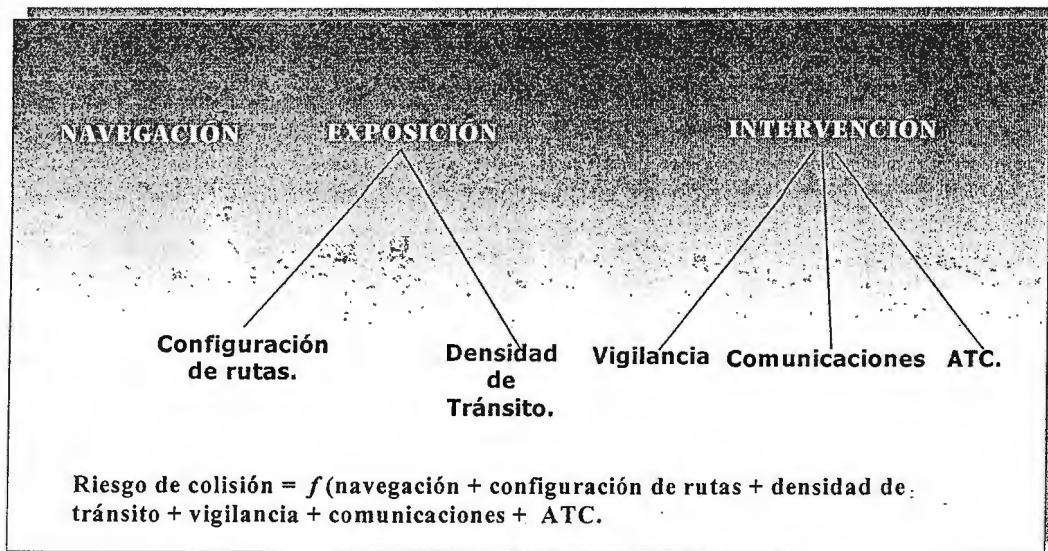 NAVEGACIÓN EXPOSICIÓN INTERVENCIÓN
Configuración
de rutas.
Densidad
de
Tránsito.
Vigilancia Comunicaciones ATC.
Riesgo de colisión = f(navegación + configuración de rutas + densidad de
tránsito + vigilancia + comunicaciones + ATC.